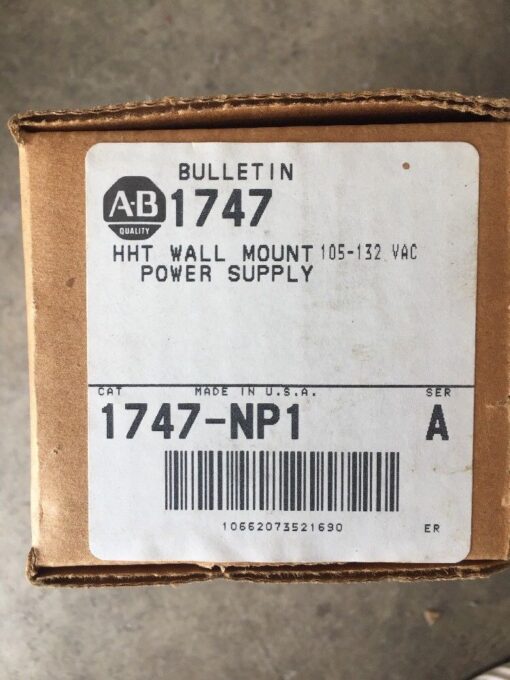 BULLETIN
A-B
QUALITY
1747
HHT WALL MOUNT 105-132 VAC
POWER SUPPLY
CAT MADE IN U.S.A. SER
1747-NP1 A
10662073521690 ER